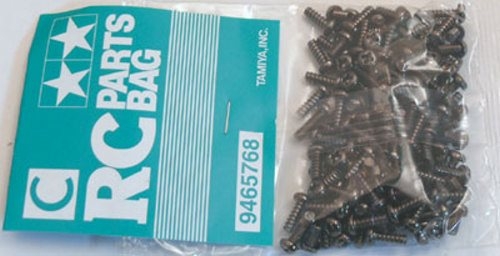 C
RC
PARTS
BAG
TAMIYA, INC.
9465768